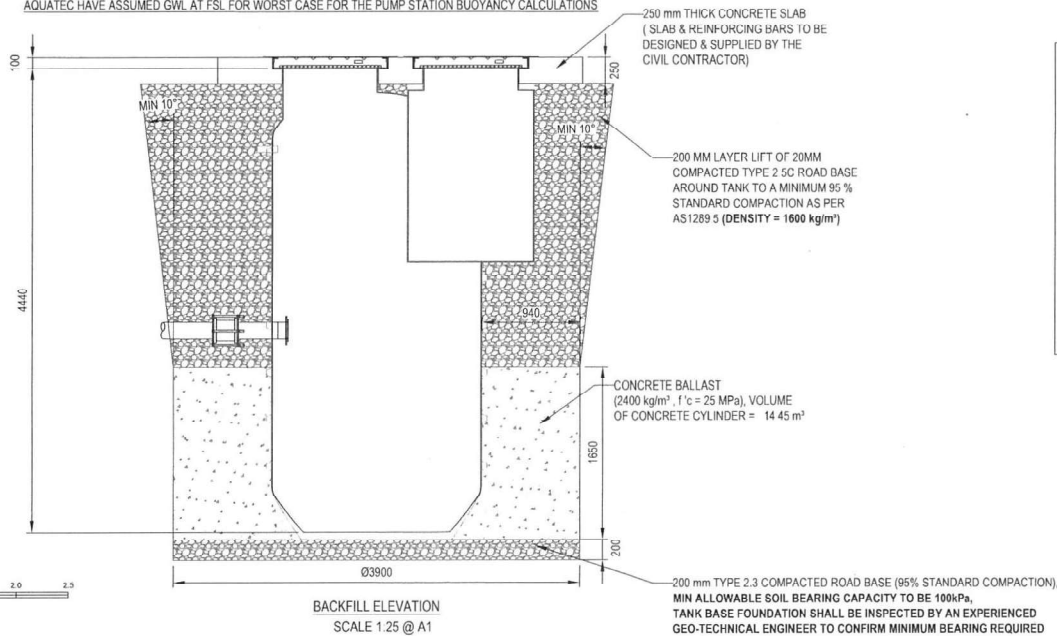 AQUATEC HAVE ASSUMED GWL AT FSL FOR WORST CASE FOR THE PUMP STATION BUOYANCY CALCULATIONS
250 mm THICK CONCRETE SLAB
( SLAB & REINFORCING BARS TO BE
DESIGNED & SUPPLIED BY THE
CIVIL CONTRACTOR)
100
250
MIN 10°
MIN 10°
200 MM LAYER LIFT OF 20MM
COMPACTED TYPE 2 5C ROAD BASE
AROUND TANK TO A MINIMUM 95 %
STANDARD COMPACTION AS PER
AS1289 5 (DENSITY = 1600 kg/m³)
4440
940
CONCRETE BALLAST
(2400 kg/m³ , f 'c = 25 MPa), VOLUME
OF CONCRETE CYLINDER = 14 45 m³
1650
200
Ø3900
2.0 2.5
200 mm TYPE 2.3 COMPACTED ROAD BASE (95% STANDARD COMPACTION),
MIN ALLOWABLE SOIL BEARING CAPACITY TO BE 100kPa,
TANK BASE FOUNDATION SHALL BE INSPECTED BY AN EXPERIENCED
GEO-TECHNICAL ENGINEER TO CONFIRM MINIMUM BEARING REQUIRED
BACKFILL ELEVATION
SCALE 1.25 @ A1